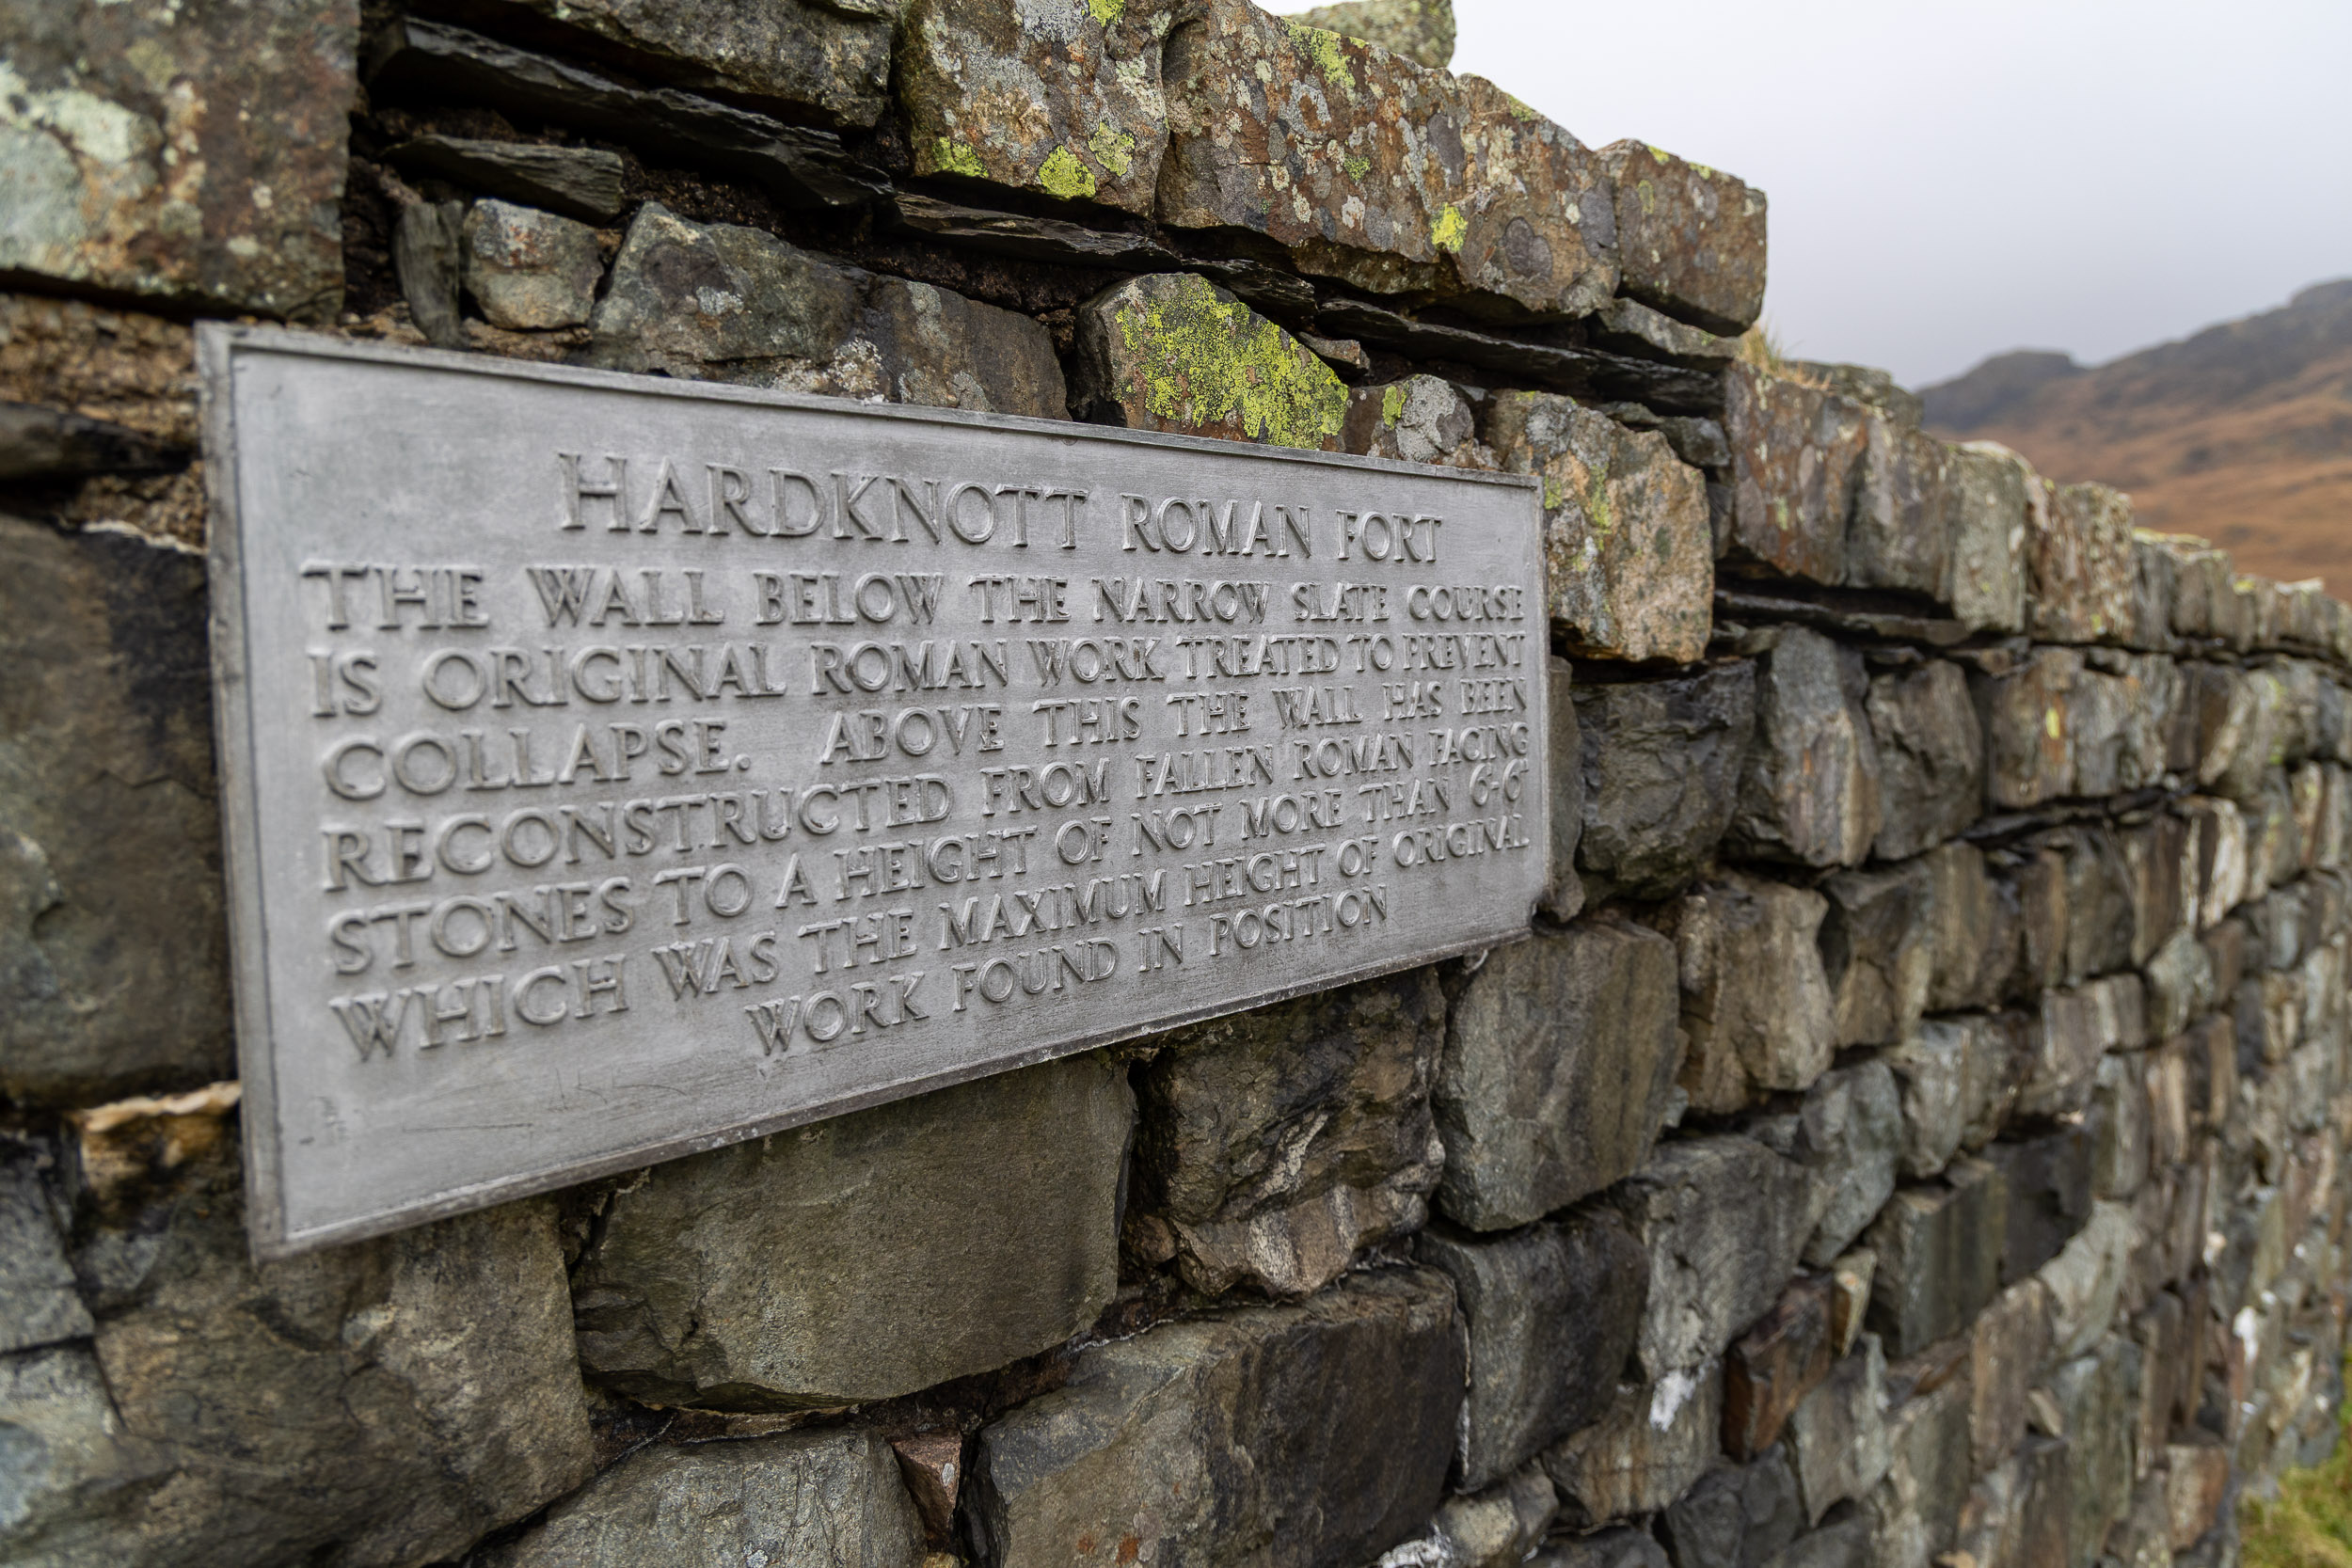 HARDKNOTT ROMAN FORT
THE WALL BELOW THE NARROW SLATE COURSE
IS ORIGINAL ROMAN WORK TREATED TO PREVENT
COLLAPSE. ABOVE THIS THE WALL HAS BEEN
RECONSTRUCTED FROM FALLEN ROMAN FACING
STONES TO A HEIGHT OF NOT MORE THAN 6'-6"
WHICH WAS THE MAXIMUM HEIGHT OF ORIGINAL
WORK FOUND IN POSITION